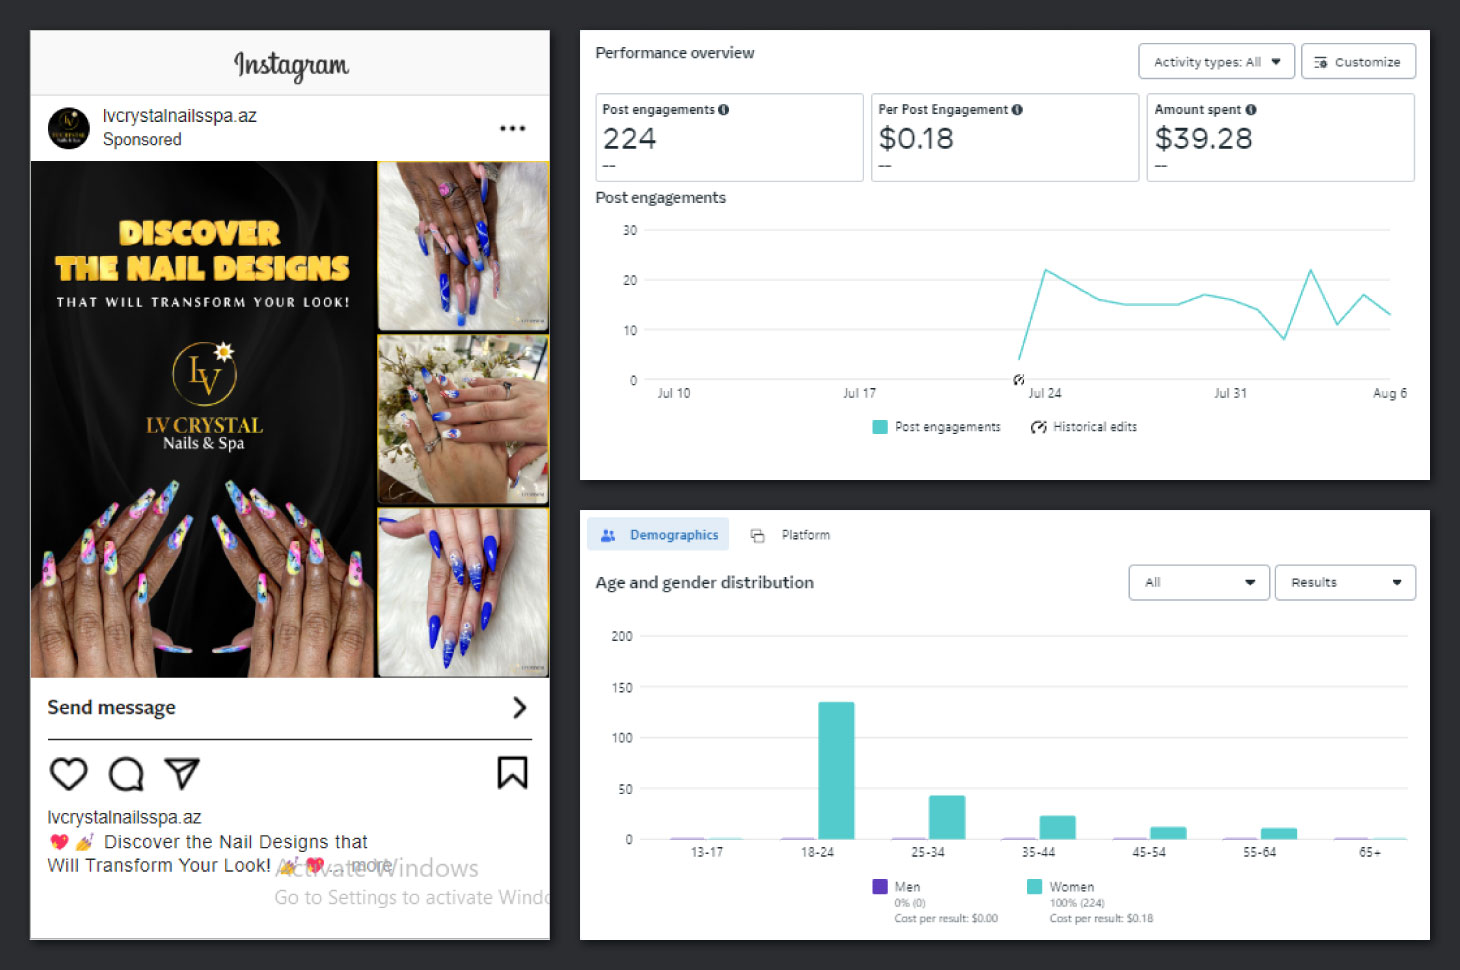 Instagram
lvcrystalnailsspa.az
Sponsored
DISCOVER
THE NAIL DESIGNS
THAT WILL TRANSFORM YOUR LOOK!
LV
LV CRYSTAL
Nails & Spa
Send message
lvcrystalnailsspa.az
💖 💅 Discover the Nail Designs that
Will Transform Your Look! 💅 💖 ... more
Activate Windows
Go to Settings to activate Windo
Performance overview
Activity types: All
Customize
Post engagements
224
--
Per Post Engagement
$0.18
--
Amount spent
$39.28
--
Post engagements
30
20
10
0
Jul 10
Jul 17
Jul 24
Jul 31
Aug 6
Post engagements
Historical edits
Demographics
Platform
Age and gender distribution
All
Results
200
150
100
50
0
13-17
18-24
25-34
35-44
45-54
55-64
65+
Men
0% (0)
Cost per result: $0.00
Women
100% (224)
Cost per result: $0.18